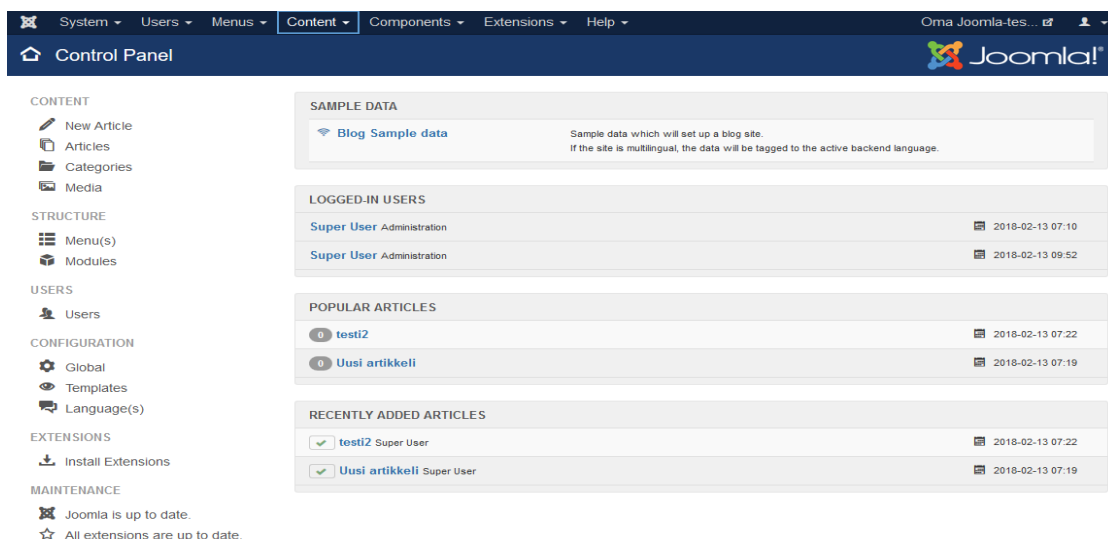 System Users Menus Content Components Extensions Help Oma Joomla-tes...
Control Panel
Joomla!
CONTENT
New Article
Articles
Categories
Media
STRUCTURE
Menu(s)
Modules
USERS
Users
CONFIGURATION
Global
Templates
Language(s)
EXTENSIONS
Install Extensions
MAINTENANCE
Joomla is up to date.
All extensions are up to date.
SAMPLE DATA
Blog Sample data
Sample data which will set up a blog site.
If the site is multilingual, the data will be tagged to the active backend language.
LOGGED-IN USERS
Super User Administration 2018-02-13 07:10
Super User Administration 2018-02-13 09:52
POPULAR ARTICLES
0 testi2 2018-02-13 07:22
0 Uusi artikkeli 2018-02-13 07:19
RECENTLY ADDED ARTICLES
testi2 Super User 2018-02-13 07:22
Uusi artikkeli Super User 2018-02-13 07:19